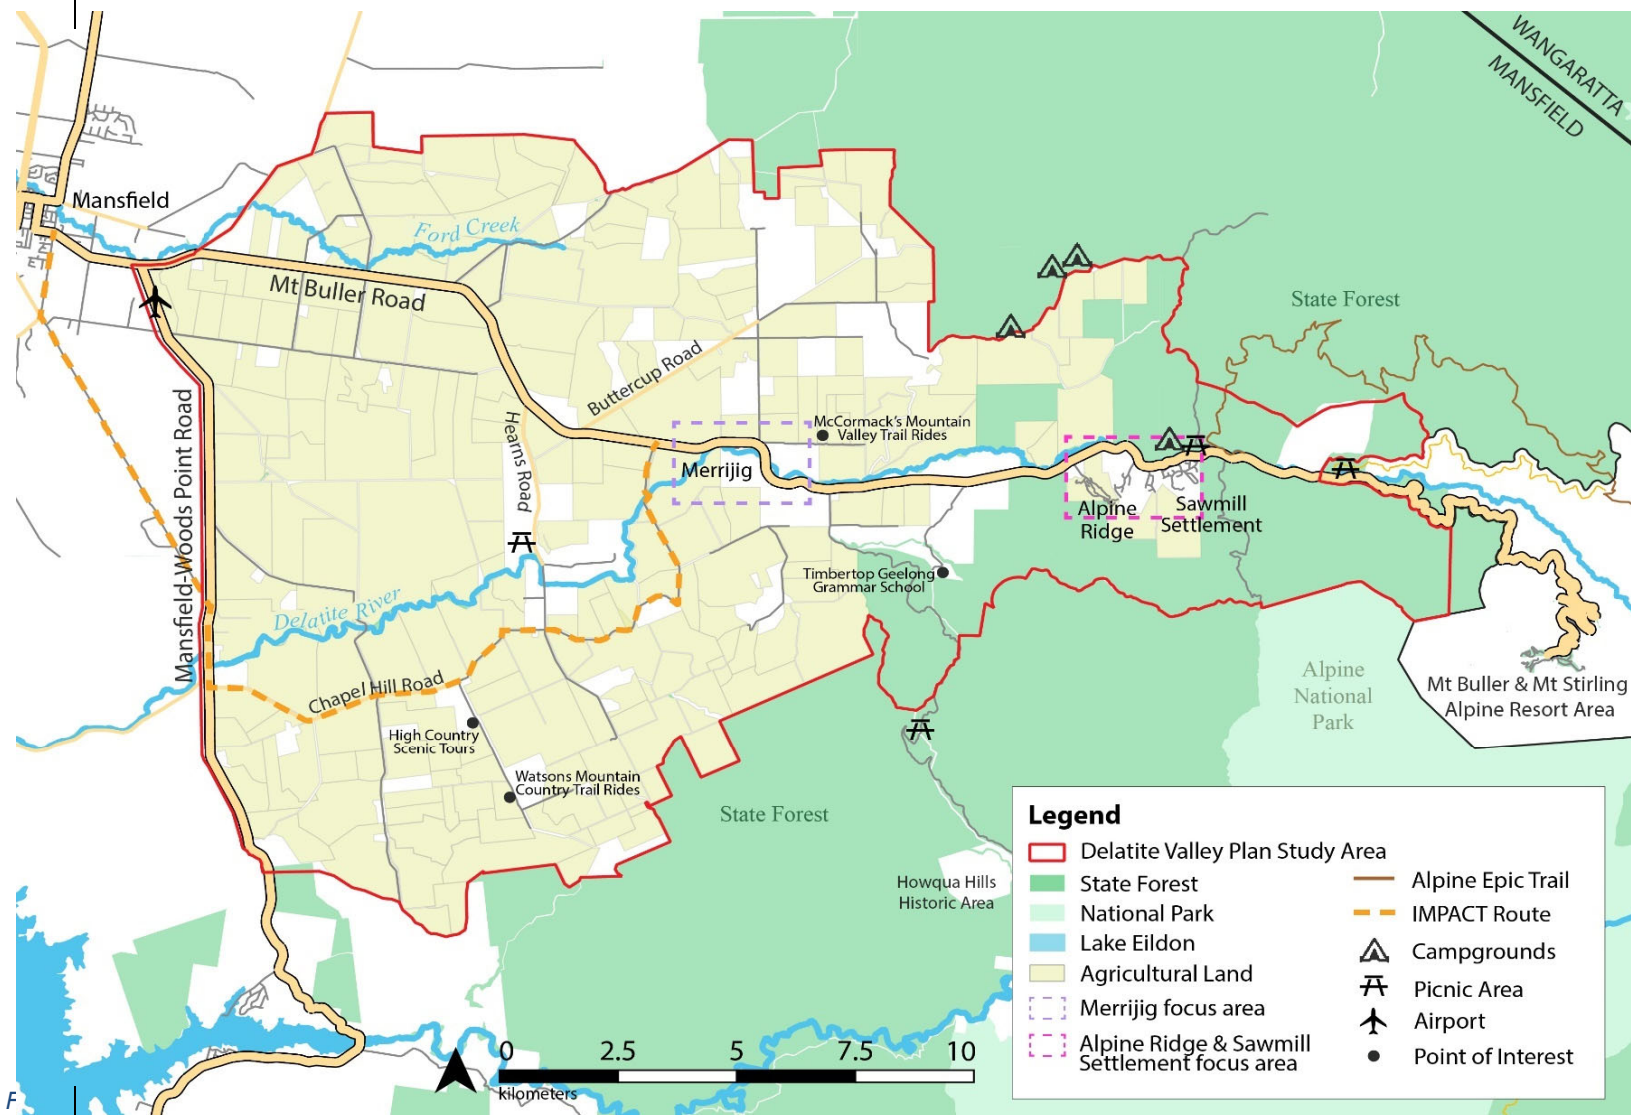 WANGARATTA
MANSFIELD
Mansfield
Ford Creek
Mt Buller Road
State Forest
Buttercup Road
Hearns Road
McCormack's Mountain
Valley Trail Rides
Merrijig
Mansfield-Woods Point Road
Alpine
Ridge
Sawmill
Settlement
Timbertop Geelong
Grammar School
Delatite River
Chapel Hill Road
Alpine
National
Park
Mt Buller & Mt Stirling
Alpine Resort Area
High Country
Scenic Tours
Watsons Mountain
Country Trail Rides
State Forest
Howqua Hills
Historic Area
Legend
Delatite Valley Plan Study Area
State Forest
National Park
Lake Eildon
Agricultural Land
Merrijig focus area
Alpine Ridge & Sawmill
Settlement focus area
Alpine Epic Trail
IMPACT Route
Campgrounds
Picnic Area
Airport
Point of Interest
0 2.5 5 7.5 10
kilometers
F